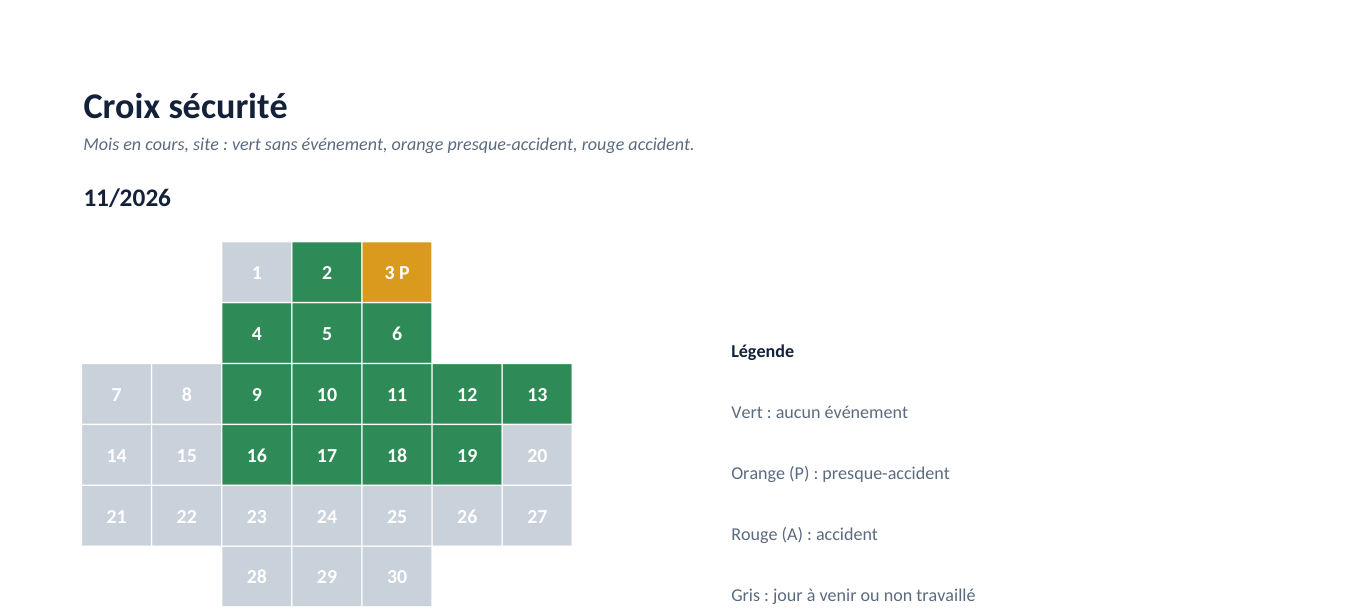 Croix sécurité
Mois en cours, site : vert sans événement, orange presque-accident, rouge accident.
11/2026
1 2 3 P
4 5 6
7 8 9 10 11 12 13
14 15 16 17 18 19 20
21 22 23 24 25 26 27
28 29 30
Légende
Vert : aucun événement
Orange (P) : presque-accident
Rouge (A) : accident
Gris : jour à venir ou non travaillé